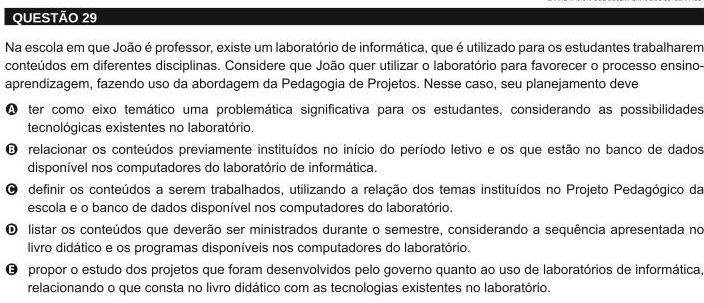 QUESTÃO 29
Na escola em que João é professor, existe um laboratório de informática, que é utilizado para os estudantes trabalharem
conteúdos em diferentes disciplinas. Considere que João quer utilizar o laboratório para favorecer o processo ensino-
aprendizagem, fazendo uso da abordagem da Pedagogia de Projetos. Nesse caso, seu planejamento deve
A ter como eixo temático uma problemática significativa para os estudantes, considerando as possibilidades
tecnológicas existentes no laboratório.
B relacionar os conteúdos previamente instituídos no início do período letivo e os que estão no banco de dados
disponível nos computadores do laboratório de informática.
C definir os conteúdos a serem trabalhados, utilizando a relação dos temas instituídos no Projeto Pedagógico da
escola e o banco de dados disponível nos computadores do laboratório.
D listar os conteúdos que deverão ser ministrados durante o semestre, considerando a sequência apresentada no
livro didático e os programas disponíveis nos computadores do laboratório.
E propor o estudo dos projetos que foram desenvolvidos pelo governo quanto ao uso de laboratórios de informática,
relacionando o que consta no livro didático com as tecnologias existentes no laboratório.